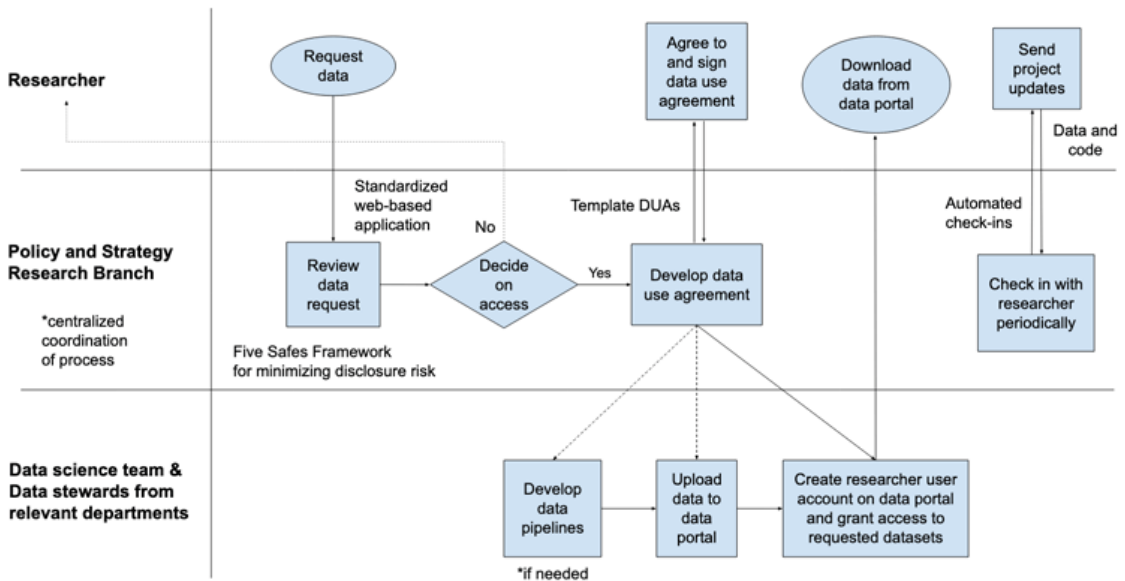 Researcher
Request
data
Agree to
and sign
data use
agreement
Download
data from
data portal
Send
project
updates
Data and
code
Policy and Strategy
Research Branch
*centralized
coordination
of process
Standardized
web-based
application
Review
data
request
Five Safes Framework
for minimizing disclosure risk
No
Decide
on
access
Yes
Template DUAs
Develop data
use agreement
Automated
check-ins
Check in with
researcher
periodically
Data science team &
Data stewards from
relevant departments
Develop
data
pipelines
*if needed
Upload
data to
data
portal
Create researcher user
account on data portal
and grant access to
requested datasets